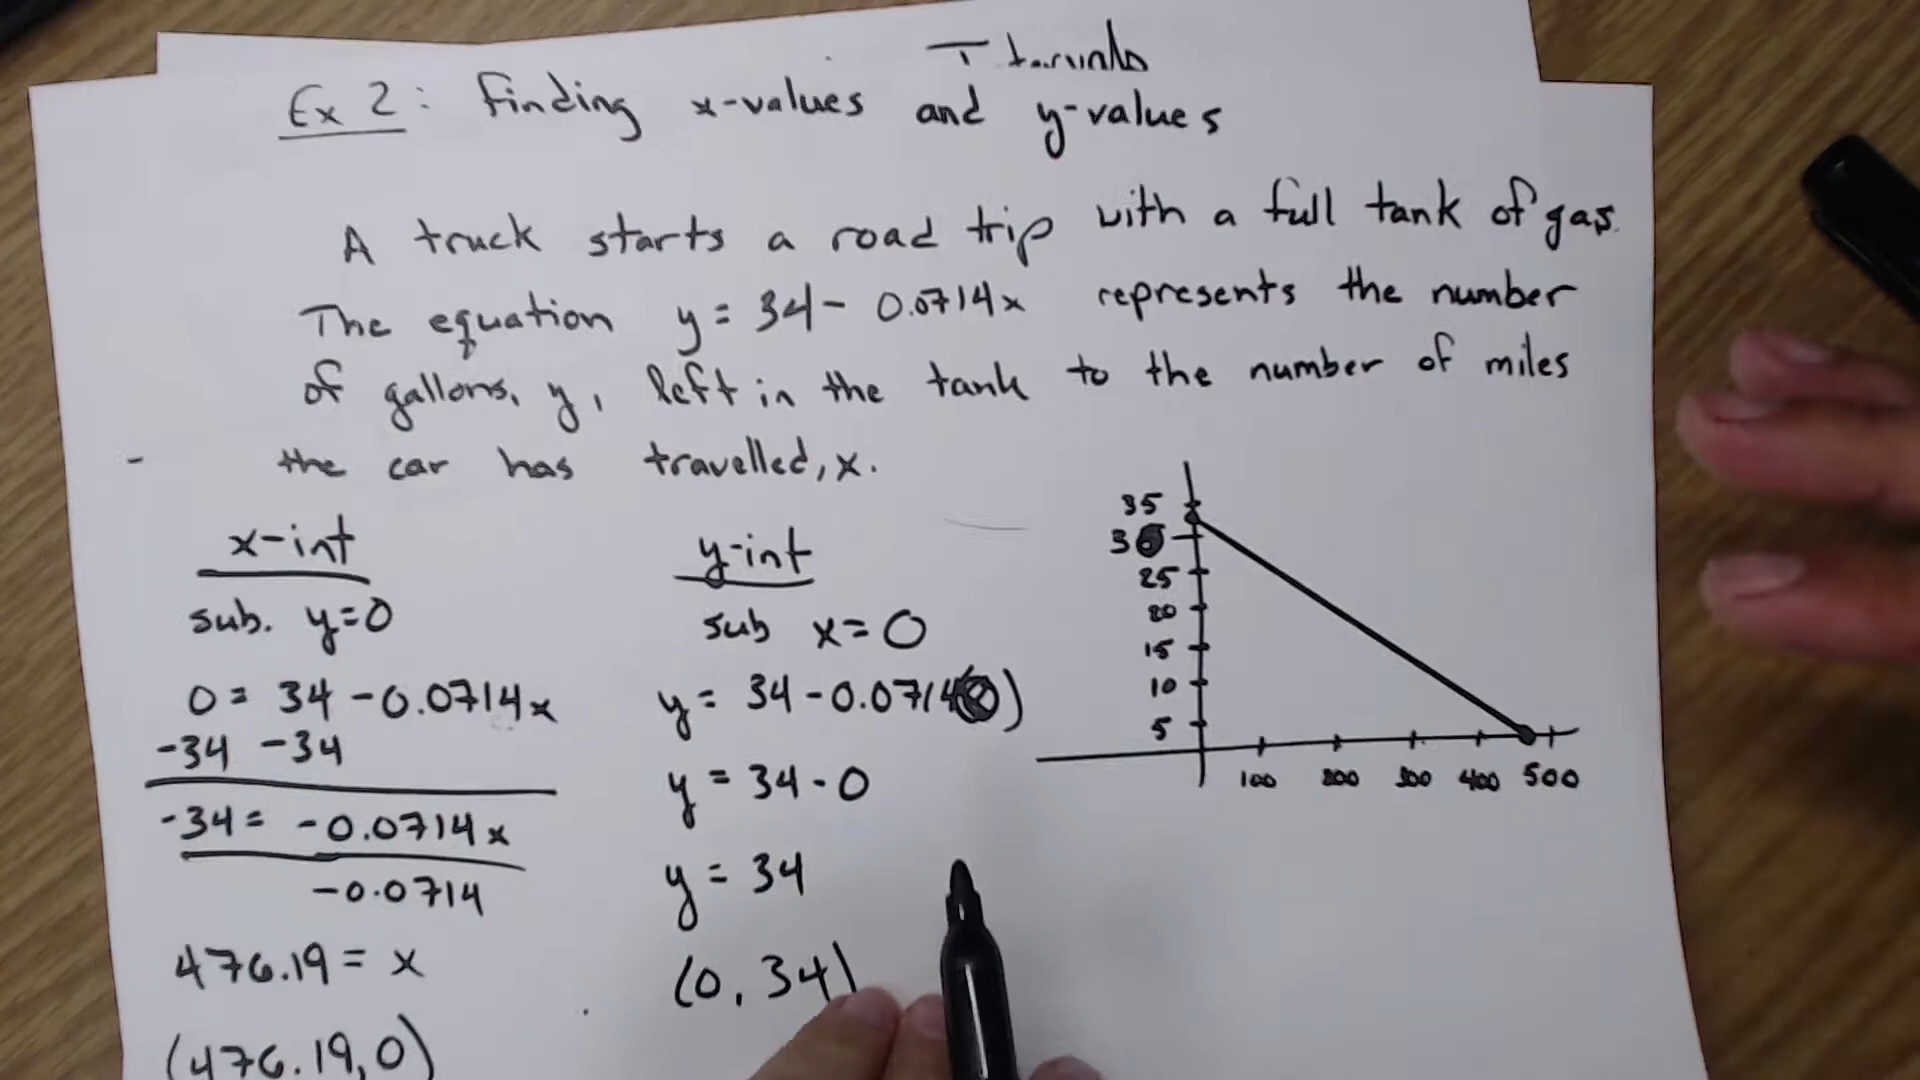 Ex 2: Finding x-values and y-values
A truck starts a road trip with a full tank of gas.
The equation y = 34 - 0.0714x represents the number
of gallons, y, left in the tank to the number of miles
the car has travelled, x.
x-int
sub. y=0
0 = 34 - 0.0714x
-34 -34
-34 = -0.0714x
-0.0714
476.19 = x
(476.19, 0)
y-int
sub x = 0
y = 34 - 0.0714(0)
y = 34 - 0
y = 34
(0, 34)
35
30
25
20
15
10
5
100 200 300 400 500